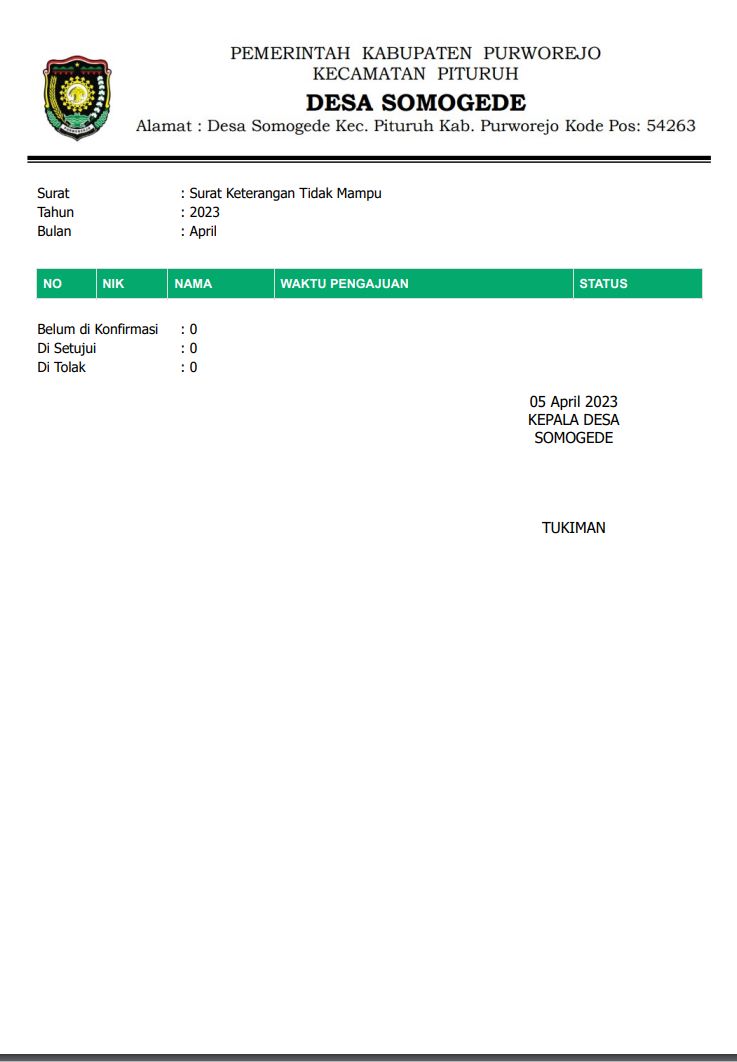 PEMERINTAH KABUPATEN PURWOREJO
KECAMATAN PITURUH
DESA SOMOGEDE
Alamat : Desa Somogede Kec. Pituruh Kab. Purworejo Kode Pos: 54263
Surat : Surat Keterangan Tidak Mampu
Tahun : 2023
Bulan : April
NO NIK NAMA WAKTU PENGAJUAN STATUS
Belum di Konfirmasi : 0
Di Setujui : 0
Di Tolak : 0
05 April 2023
KEPALA DESA
SOMOGEDE
TUKIMAN